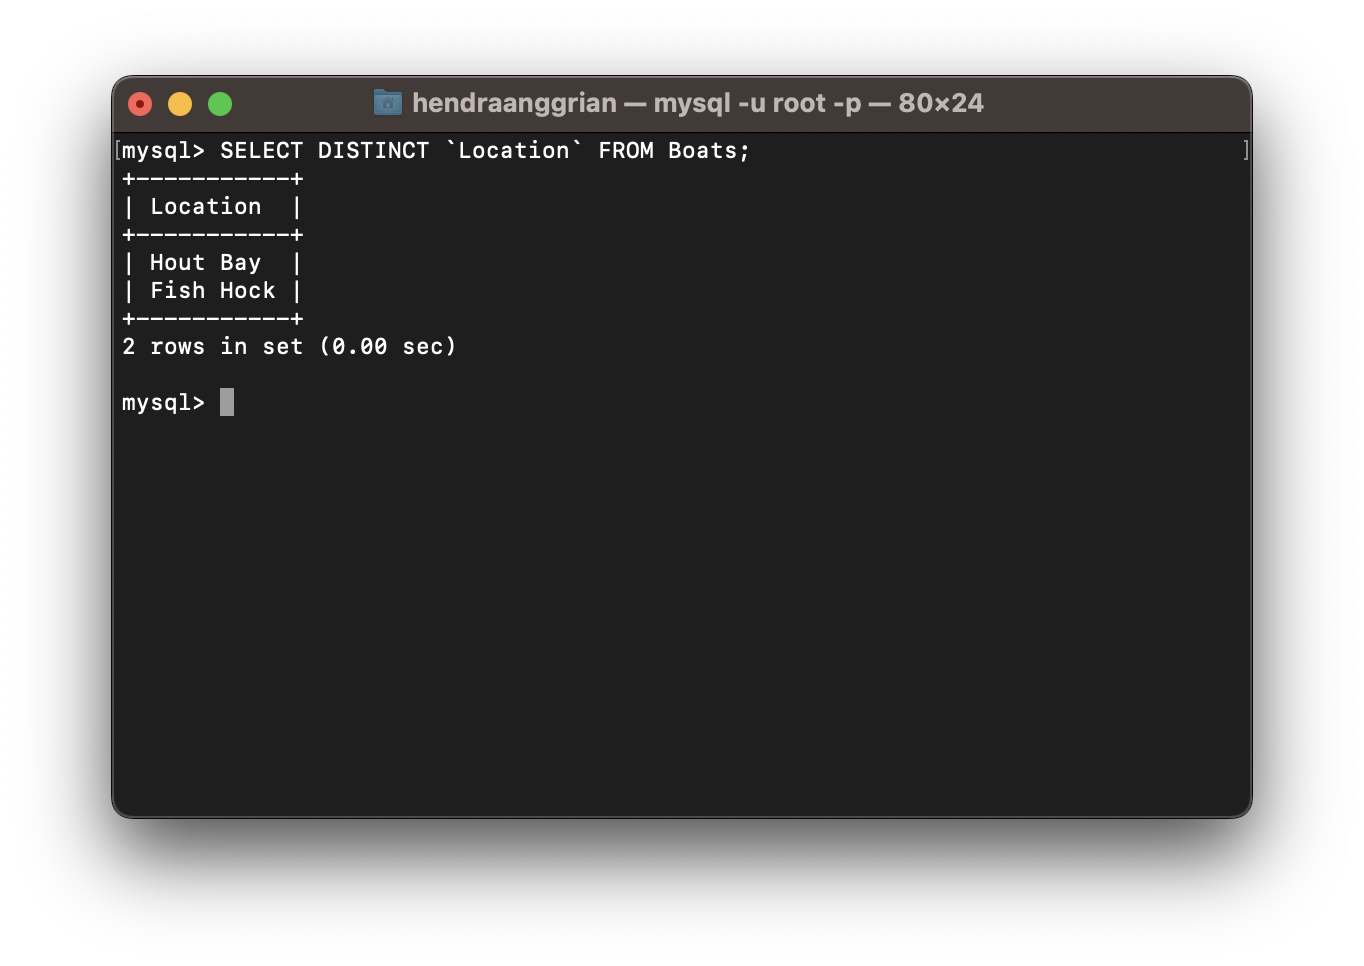 hendraanggrian — mysql -u root -p — 80×24
[mysql> SELECT DISTINCT `Location` FROM Boats; ]
+-----------+
| Location  |
+-----------+
| Hout Bay  |
| Fish Hock |
+-----------+
2 rows in set (0.00 sec)
mysql>